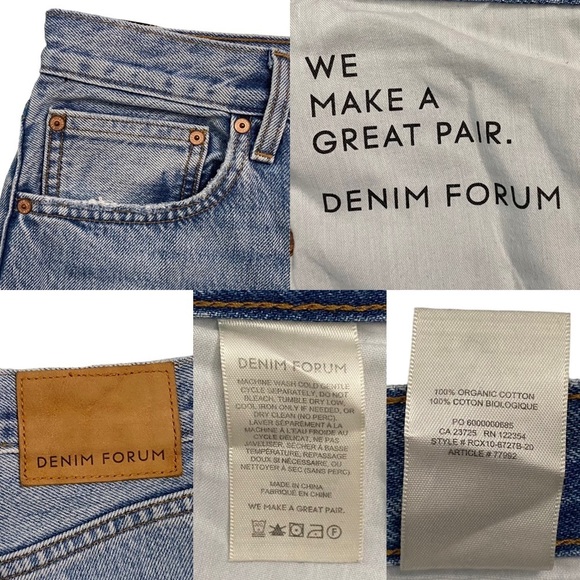 WE
MAKE A
GREAT PAIR.
DENIM FORUM
DENIM FORUM
DENIM FORUM
MACHINE WASH COLD GENTLE
CYCLE SEPARATELY, DO NOT
BLEACH, TUMBLE DRY LOW,
COOL IRON ONLY IF NEEDED, OR
DRY CLEAN (NO PERC)
LAVER SÉPARÉMENT À LA
MACHINE À L'EAU FROIDE AU
CYCLE DÉLICAT, NE PAS
JAVELLISER, SÉCHER À BASSE
TEMPÉRATURE, REPASSAGE
DOUX SI NÉCESSAIRE, OU
NETTOYER À SEC (SANS PERC)
MADE IN CHINA
FABRIQUÉ EN CHINE
WE MAKE A GREAT PAIR.
100% ORGANIC COTTON
100% COTON BIOLOGIQUE
PO 6000000685
CA 23725 RN 122354
STYLE # RCX10-6727B-20
ARTICLE # 77992